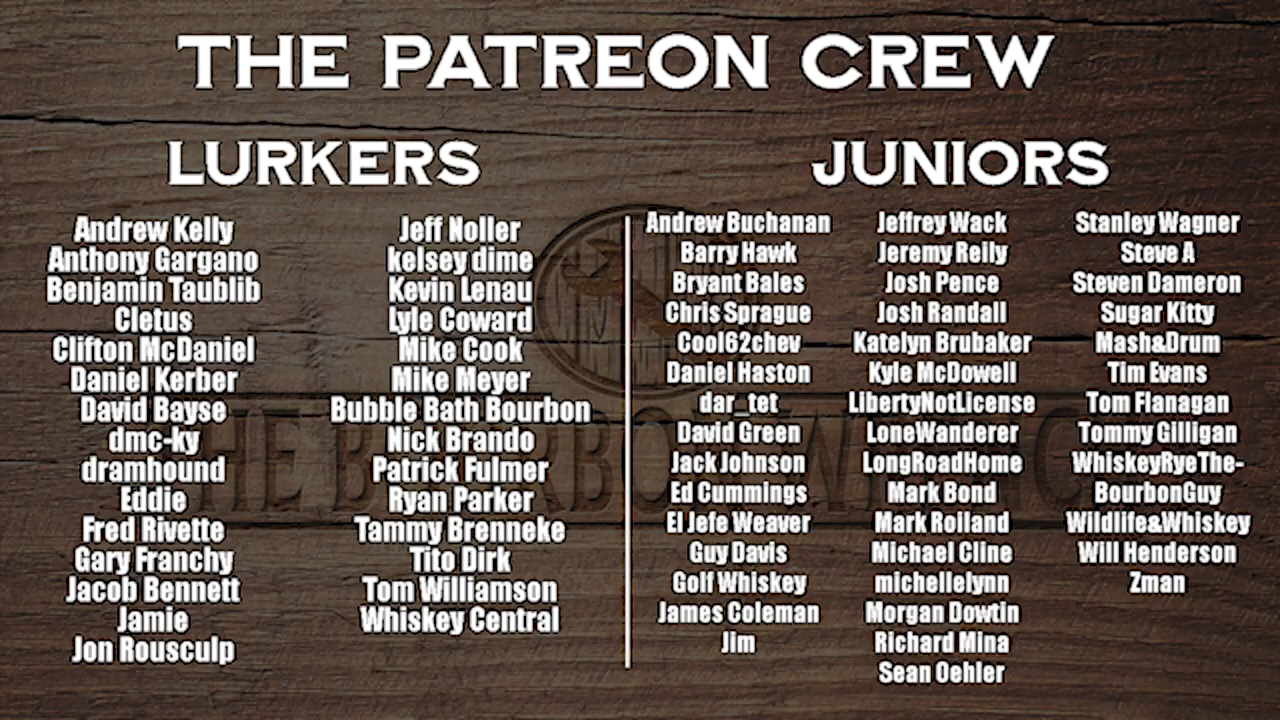 THE PATREON CREW
LURKERS
Andrew Kelly
Anthony Gargano
Benjamin Taublib
Cletus
Clifton McDaniel
Daniel Kerber
David Bayse
dmc-ky
dramhound
Eddie
Fred Rivette
Gary Franchy
Jacob Bennett
Jamie
Jon Rousculp
Jeff Noller
kelsey dime
Kevin Lenau
Lyle Coward
Mike Cook
Mike Meyer
Bubble Bath Bourbon
Nick Brando
Patrick Fulmer
Ryan Parker
Tammy Brenneke
Tito Dirk
Tom Williamson
Whiskey Central
JUNIORS
Andrew Buchanan
Barry Hawk
Bryant Bales
Chris Sprague
Cool62chev
Daniel Haston
dar_tet
David Green
Jack Johnson
Ed Cummings
El Jefe Weaver
Guy Davis
Golf Whiskey
James Coleman
Jim
Jeffrey Wack
Jeremy Reily
Josh Pence
Josh Randall
Katelyn Brubaker
Kyle McDowell
LibertyNotLicense
LoneWanderer
LongRoadHome
Mark Bond
Mark Roiland
Michael Cline
michellelynn
Morgan Dowtin
Richard Mina
Sean Oehler
Stanley Wagner
Steve A
Steven Dameron
Sugar Kitty
Mash&Drum
Tim Evans
Tom Flanagan
Tommy Gilligan
WhiskeyRyeThe-
BourbonGuy
Wildlife&Whiskey
Will Henderson
Zman